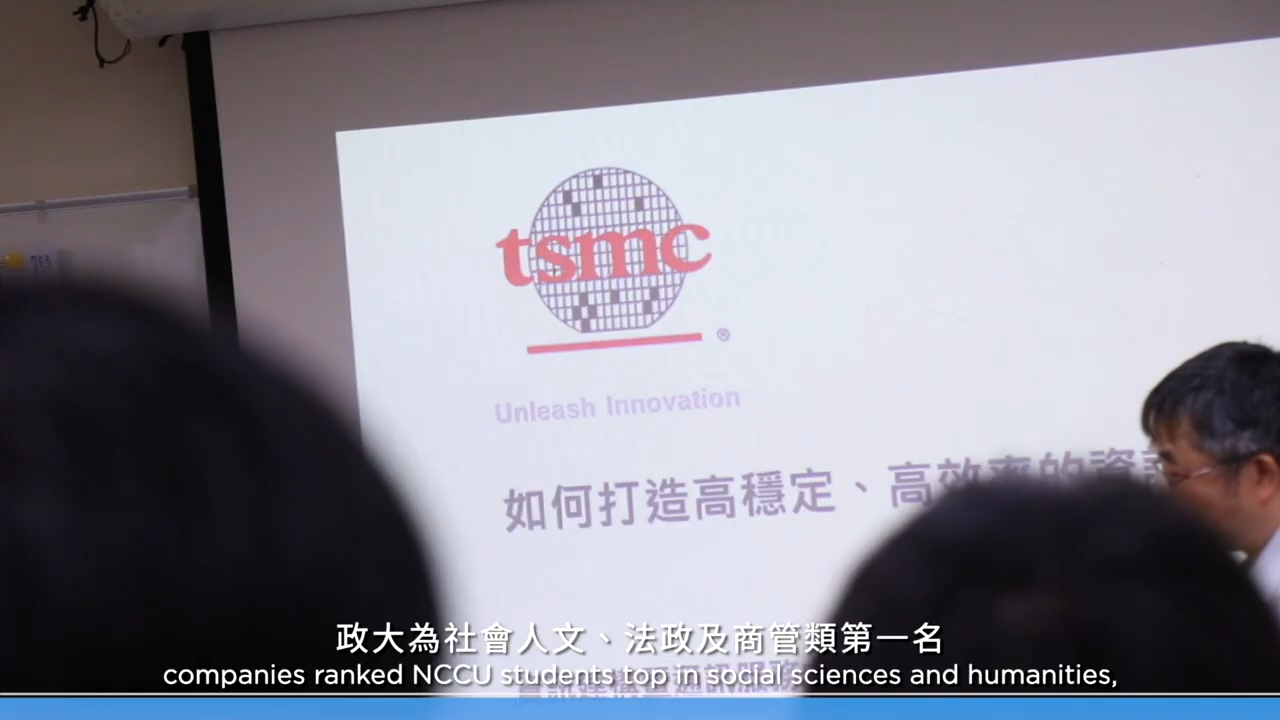 tsmc
®
Unleash Innovation
如何打造高穩定、高效率的資
政大為社會人文、法政及商管類第一名
companies ranked NCCU students top in social sciences and humanities,